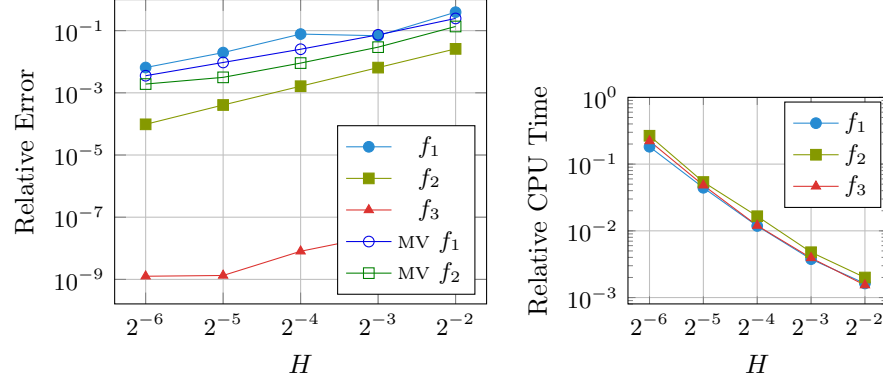 10^{-1}
10^{-3}
10^{-5}
10^{-7}
10^{-9}
Relative Error
f_1
f_2
f_3
MV f_1
MV f_2
2^{-6} 2^{-5} 2^{-4} 2^{-3} 2^{-2}
H
10^{0}
10^{-1}
10^{-2}
10^{-3}
Relative CPU Time
f_1
f_2
f_3
2^{-6} 2^{-5} 2^{-4} 2^{-3} 2^{-2}
H